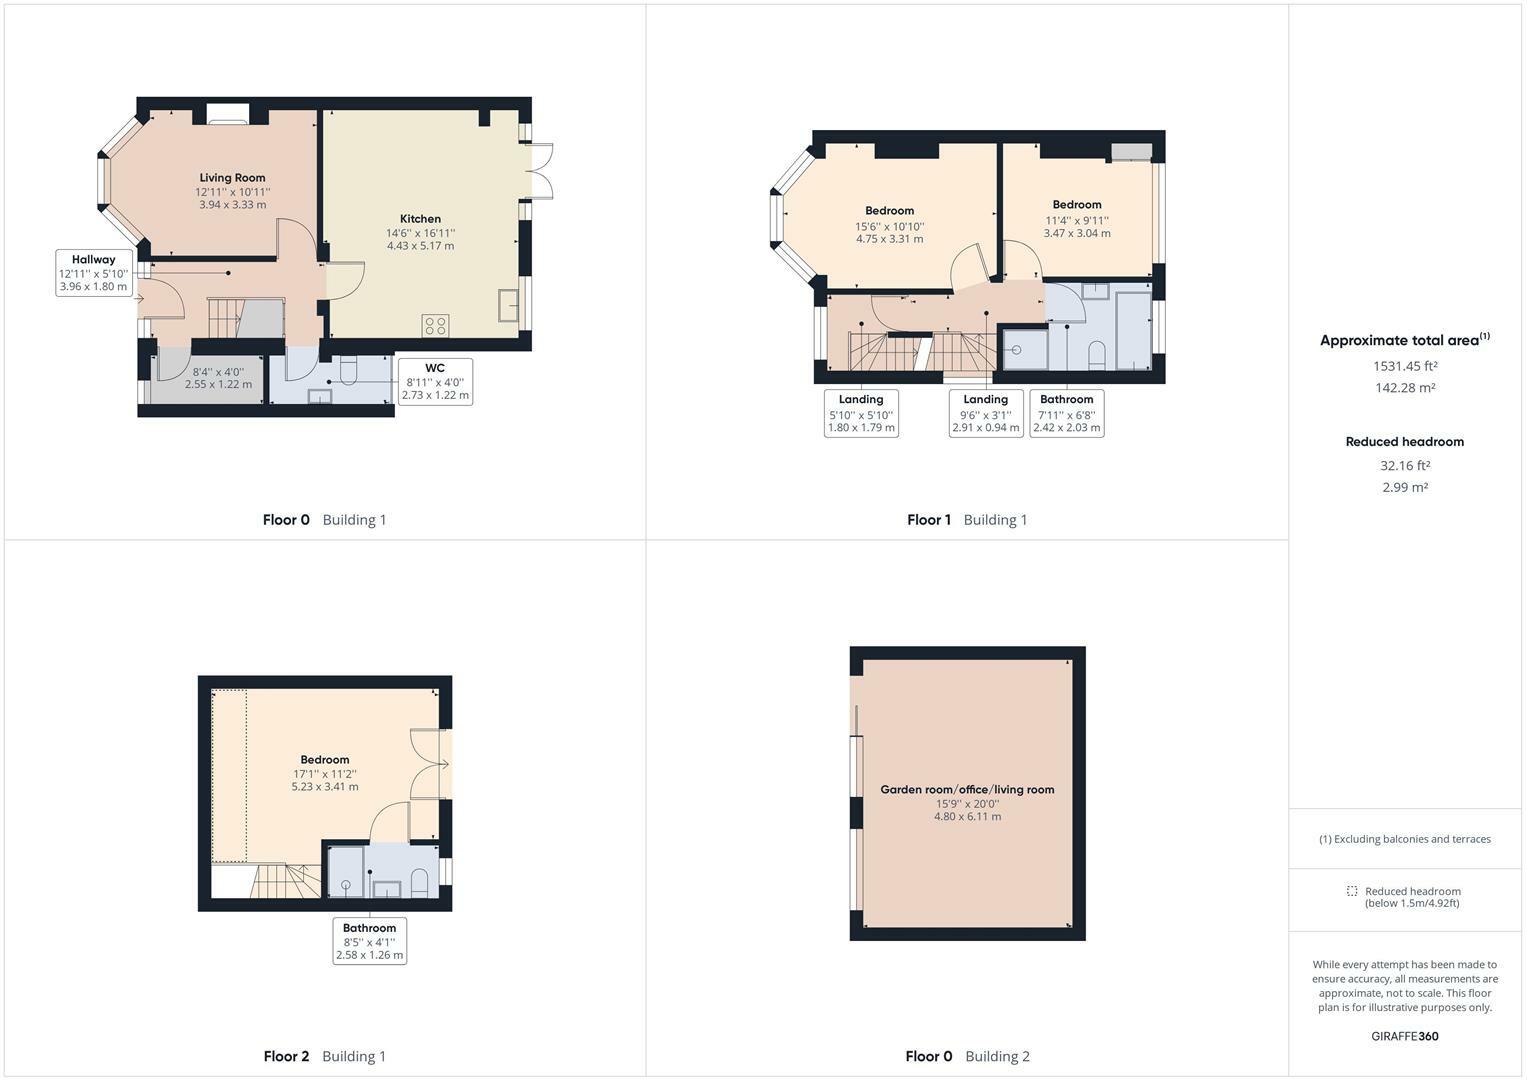 Living Room
12'11'' x 10'11''
3.94 x 3.33 m
Kitchen
14'6'' x 16'11''
4.43 x 5.17 m
Hallway
12'11'' x 5'10''
3.96 x 1.80 m
8'4'' x 4'0''
2.55 x 1.22 m
WC
8'11'' x 4'0''
2.73 x 1.22 m
Floor 0 Building 1
Bedroom
15'6'' x 10'10''
4.75 x 3.31 m
Bedroom
11'4'' x 9'11''
3.47 x 3.04 m
Landing
5'10'' x 5'10''
1.80 x 1.79 m
Landing
9'6'' x 3'1''
2.91 x 0.94 m
Bathroom
7'11'' x 6'8''
2.42 x 2.03 m
Floor 1 Building 1
Bedroom
17'1'' x 11'2''
5.23 x 3.41 m
Bathroom
8'5'' x 4'1''
2.58 x 1.26 m
Floor 2 Building 1
Garden room/office/living room
15'9'' x 20'0''
4.80 x 6.11 m
Floor 0 Building 2
Approximate total area(1)
1531.45 ft²
142.28 m²
Reduced headroom
32.16 ft²
2.99 m²
(1) Excluding balconies and terraces
Reduced headroom
(below 1.5m/4.92ft)
While every attempt has been made to
ensure accuracy, all measurements are
approximate, not to scale. This floor
plan is for illustrative purposes only.
GIRAFFE360